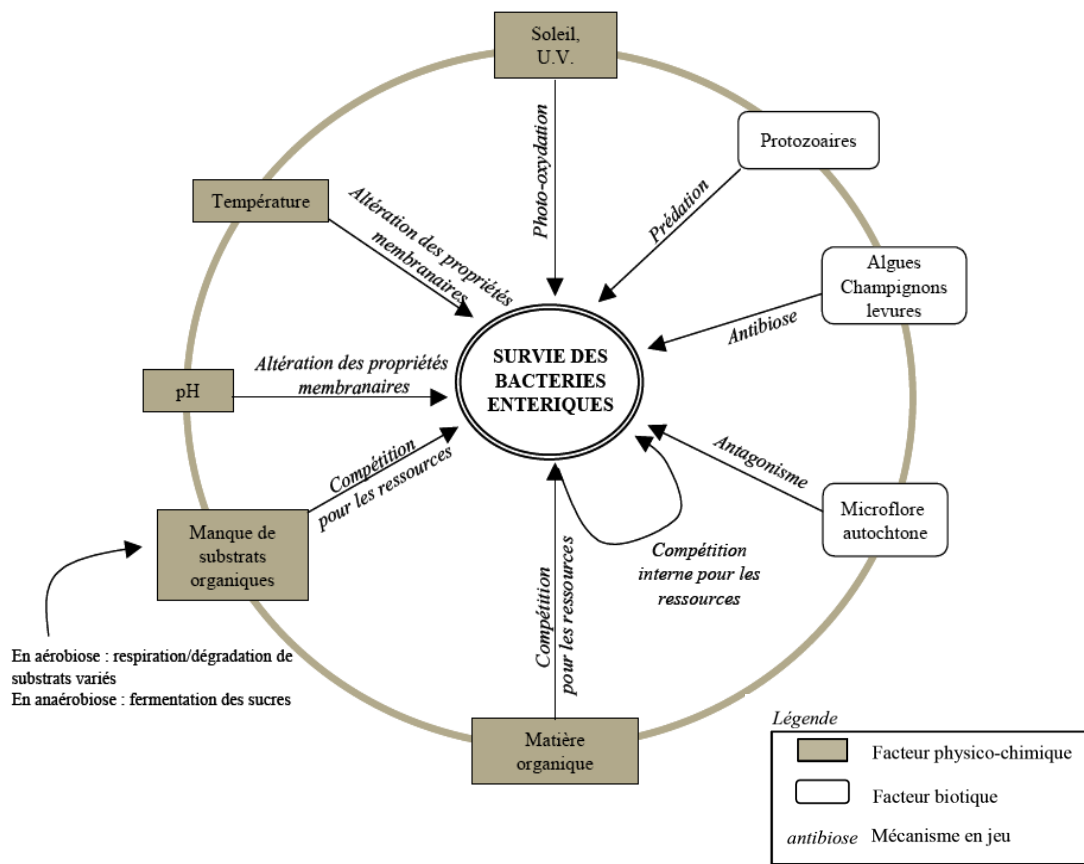 Soleil,
U.V.
Photo-oxydation
Protozoaires
Prédation
Température
Altération des propriétés
membranaires
Algues
Champignons
levures
Antibiose
SURVIE DES
BACTERIES
ENTERIQUES
pH
Altération des propriétés
membranaires
Antagonisme
Microflore
autochtone
Compétition
pour les ressources
Manque de
substrats
organiques
Compétition
interne pour les
ressources
Compétition
pour les ressources
En aérobiose : respiration/dégradation de
substrats variés
En anaérobiose : fermentation des sucres
Matière
organique
Légende
Facteur physico-chimique
Facteur biotique
antibiose Mécanisme en jeu